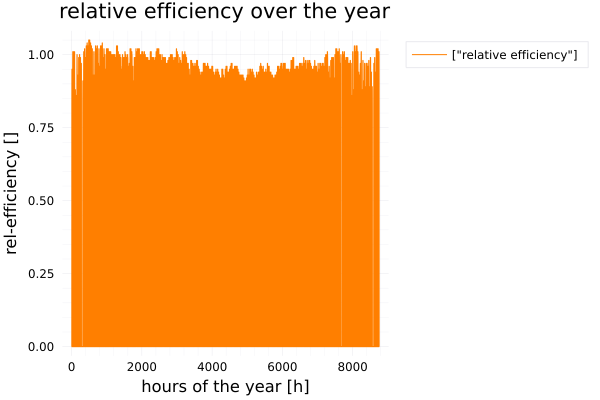 relative efficiency over the year
["relative efficiency"]
rel-efficiency []
1.00
0.75
0.50
0.25
0.00
0
2000
4000
6000
8000
hours of the year [h]